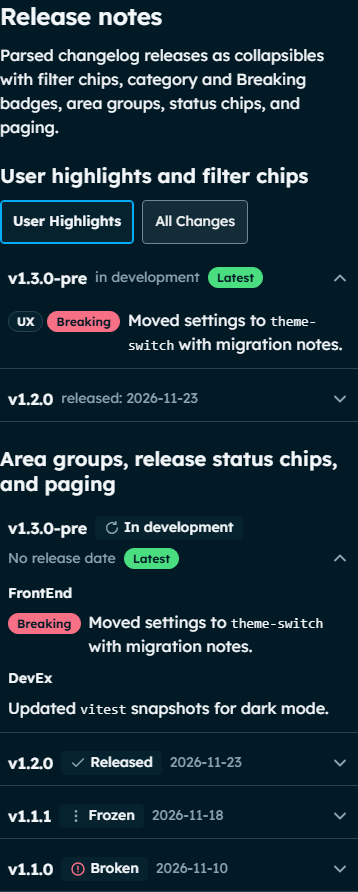 Release notes
Parsed changelog releases as collapsibles
with filter chips, category and Breaking
badges, area groups, status chips, and
paging.
User highlights and filter chips
User Highlights All Changes
v1.3.0-pre in development Latest
UX Breaking Moved settings to theme-
switch with migration notes.
v1.2.0 released: 2026-11-23
Area groups, release status chips,
and paging
v1.3.0-pre In development
No release date Latest
FrontEnd
Breaking Moved settings to theme-switch
with migration notes.
DevEx
Updated vitest snapshots for dark mode.
v1.2.0 Released 2026-11-23
v1.1.1 Frozen 2026-11-18
v1.1.0 Broken 2026-11-10